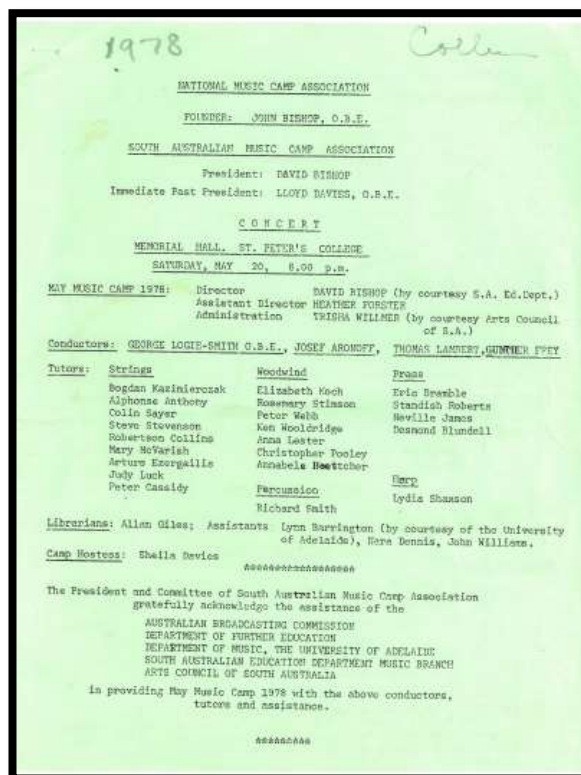 1978
NATIONAL MUSIC CAMP ASSOCIATION
FOUNDER: JOHN BISHOP, O.B.E.
SOUTH AUSTRALIAN MUSIC CAMP ASSOCIATION
President: DAVID BISHOP
Immediate Past President: LLOYD DAVIES, O.B.E.
C O N C E R T
MEMORIAL HALL. ST. PETER'S COLLEGE
SATURDAY, MAY 20, 8.00 p.m.
MAY MUSIC CAMP 1978: Director DAVID BISHOP (by courtesy S.A. Ed.Dept.)
Assistant Director HEATHER FORSTER
Administration TRISHA WILLMER (by courtesy Arts Council
of S.A.)
Conductors: GEORGE LOGIE-SMITH O.B.E., JOSEF ARONOFF, THOMAS LAMBERT, GUNTHER FREY
Tutors: Strings Woodwind Brass
Bogdan Kazimierczak Elizabeth Koch Eric Bramble
Alphonse Anthony Rosemary Stimson Standish Roberts
Colin Sayer Peter Webb Neville James
Steve Stevenson Ken Wooldridge Desmond Blundell
Robertson Collins Anna Lester
Mary McVarish Christopher Pooley
Arturs Ezergailis Annabele Boettcher
Judy Luck Harp
Peter Cassidy Percussion Lydia
Richard Smith
Librarians: Allan Giles; Assistants Lynn Barrington (by courtesy of the University
of Adelaide), Dennis, John Williams.
Camp Hostess: Sheila Davies
******************
The President and Committee of South Australian Music Camp Association
gratefully acknowledge the assistance of the
AUSTRALIAN BROADCASTING COMMISSION
DEPARTMENT OF FURTHER EDUCATION
DEPARTMENT OF MUSIC, THE UNIVERSITY OF ADELAIDE
SOUTH AUSTRALIAN EDUCATION DEPARTMENT MUSIC BRANCH
ARTS COUNCIL OF SOUTH AUSTRALIA
in providing May Music Camp 1978 with the above conductors,
tutors and assistance.
*********